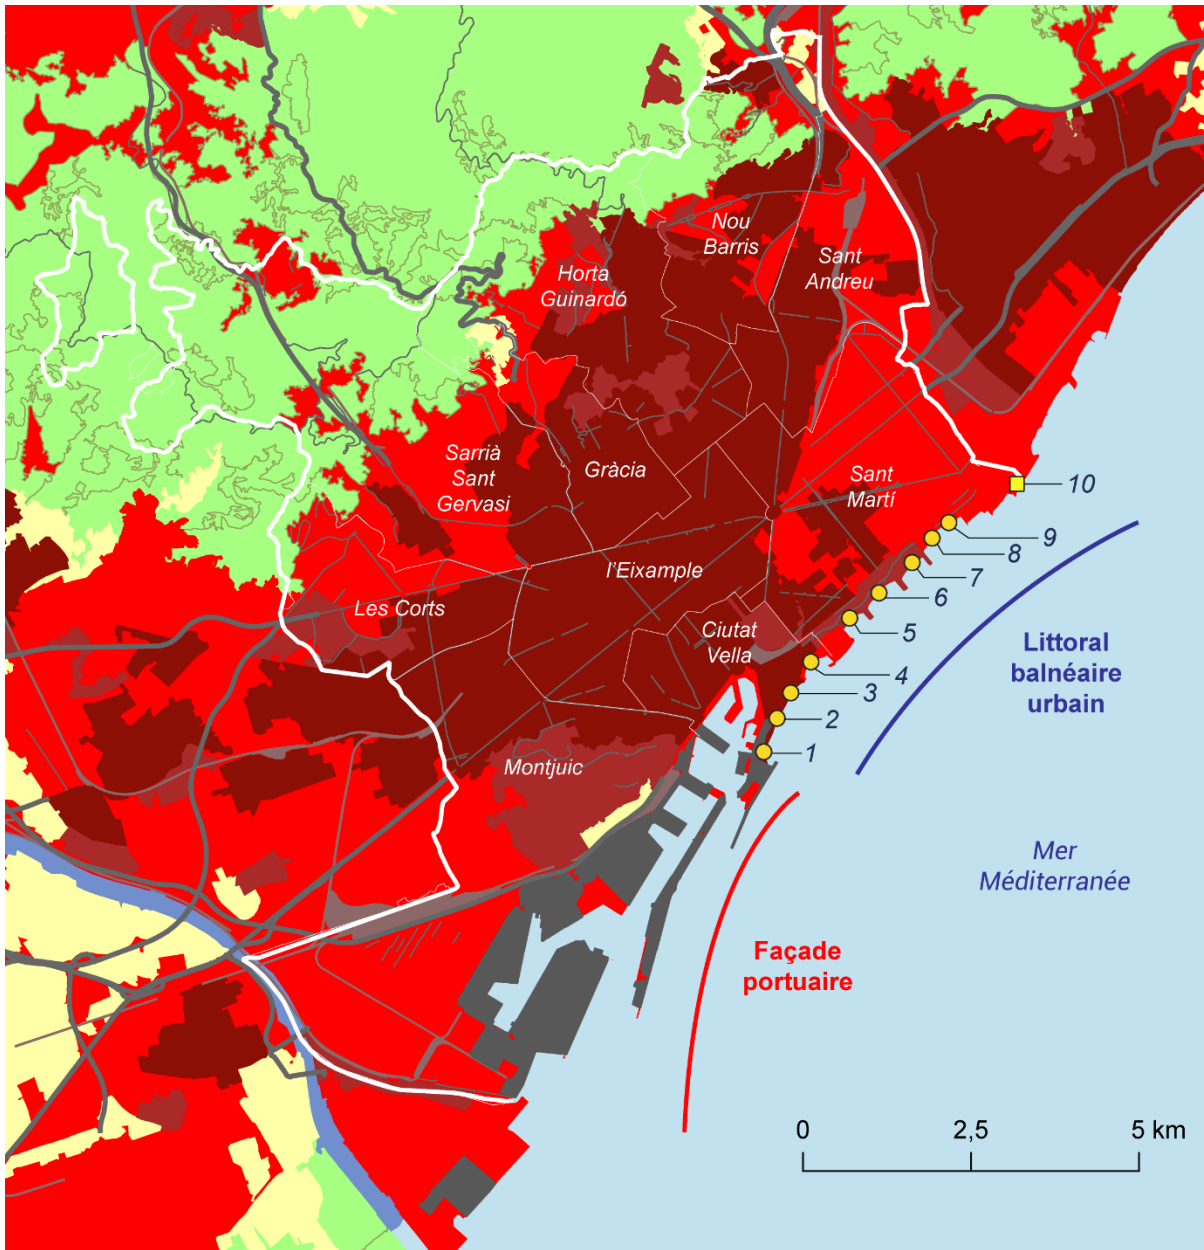 Nou
Barris
Sant
Andreu
Horta
Guinardó
Sarrià
Sant
Gervasi
Gràcia
Sant
Martí
10
9
8
7
l'Eixample
6
Les Corts
5
Ciutat
Vella
4
Littoral
balnéaire
urbain
3
2
1
Montjuic
Mer
Méditerranée
Façade
portuaire
0
2,5
5 km